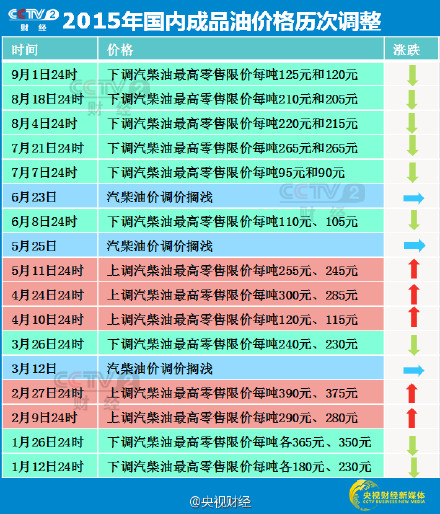 CCTV2 财经 2015年国内成品油价格历次调整
时间 价格 涨跌
9月1日24时 下调汽柴油最高零售限价每吨125元和120元
8月18日24时 下调汽柴油最高零售限价每吨210元和205元
8月4日24时 下调汽柴油最高零售限价每吨220元和215元
7月21日24时 下调汽柴油最高零售限价每吨265元和265元
7月7日24时 下调汽柴油最高零售限价每吨95元和90元
6月23日 汽柴油价调价搁浅
6月8日24时 下调汽柴油最高零售限价每吨110元、105元
5月25日 汽柴油价调价搁浅
5月11日24时 上调汽柴油最高零售限价每吨255元、245元
4月24日24时 上调汽柴油最高零售限价每吨300元、285元
4月10日24时 上调汽柴油最高零售限价每吨120元、115元
3月26日24时 下调汽柴油最高零售限价每吨240元、230元
3月12日 汽柴油价调价搁浅
2月27日24时 上调汽柴油最高零售限价每吨390元、375元
2月9日24时 上调汽柴油最高零售限价每吨290元、280元
1月26日24时 下调汽柴油最高零售限价每吨各365元、350元
1月12日24时 下调汽柴油最高零售限价每吨各180元、230元
@央视财经
央视财经新媒体